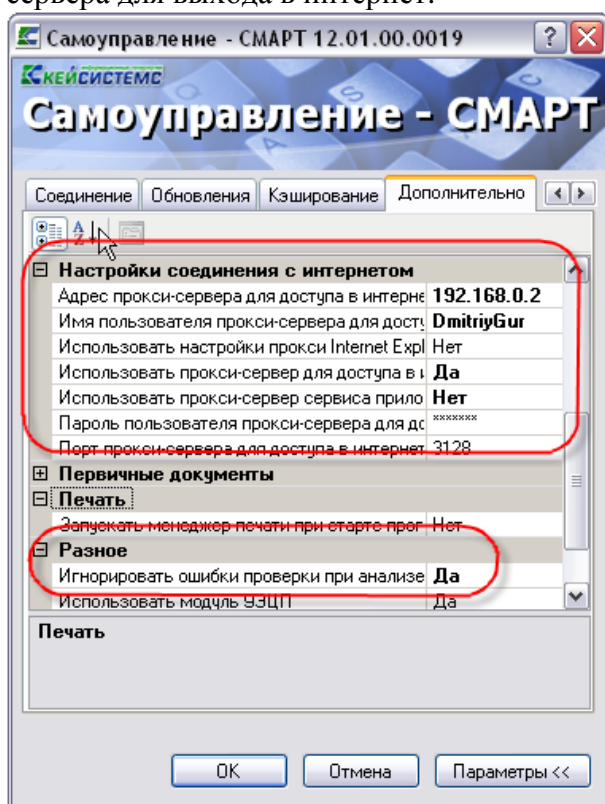 сервера для выхода в интернет.
Самоуправление - СМАРТ 12.01.00.0019
КЕЙСИСТЕМС
Самоуправление - СМАРТ
Соединение Обновления Кэширование Дополнительно
Настройки соединения с интернетом
Адрес прокси-сервера для доступа в интерне 192.168.0.2
Имя пользователя прокси-сервера для досту DmitriyGur
Использовать настройки прокси Internet Expl Нет
Использовать прокси-сервер для доступа в и Да
Использовать прокси-сервер сервиса прило Нет
Пароль пользователя прокси-сервера для дс *******
Порт прокси-сервера для доступа в интернет 3128
Первичные документы
Печать
Запускать менеджер печати при старте прог Нет
Разное
Игнорировать ошибки проверки при анализе Да
Использовать модуль УЭЦП Да
Печать
OK Отмена Параметры <<